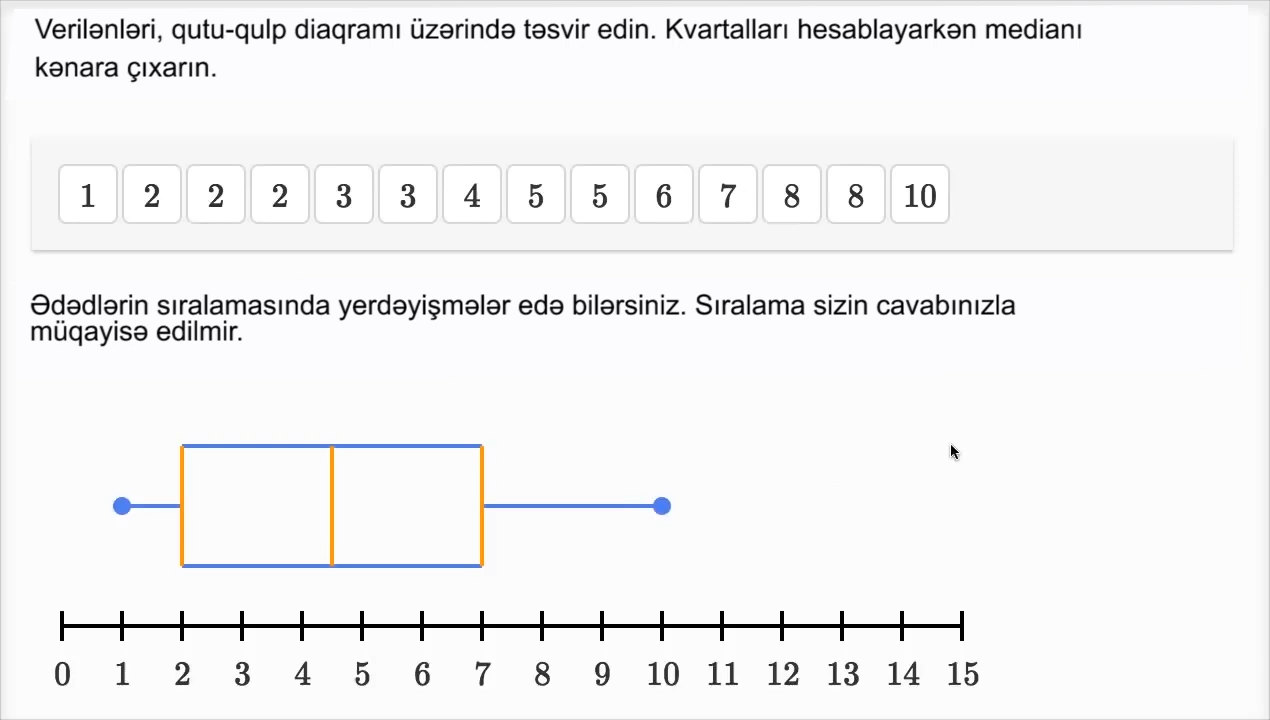 Verilənləri, qutu-qulp diaqramı üzərində təsvir edin. Kvartalları hesablayarkən medianı
kənara çıxarın.
1 2 2 2 3 3 4 5 5 6 7 8 8 10
Ədədlərin sıralamasında yerdəyişmələr edə bilərsiniz. Sıralama sizin cavabınızla
müqayisə edilmir.
0 1 2 3 4 5 6 7 8 9 10 11 12 13 14 15